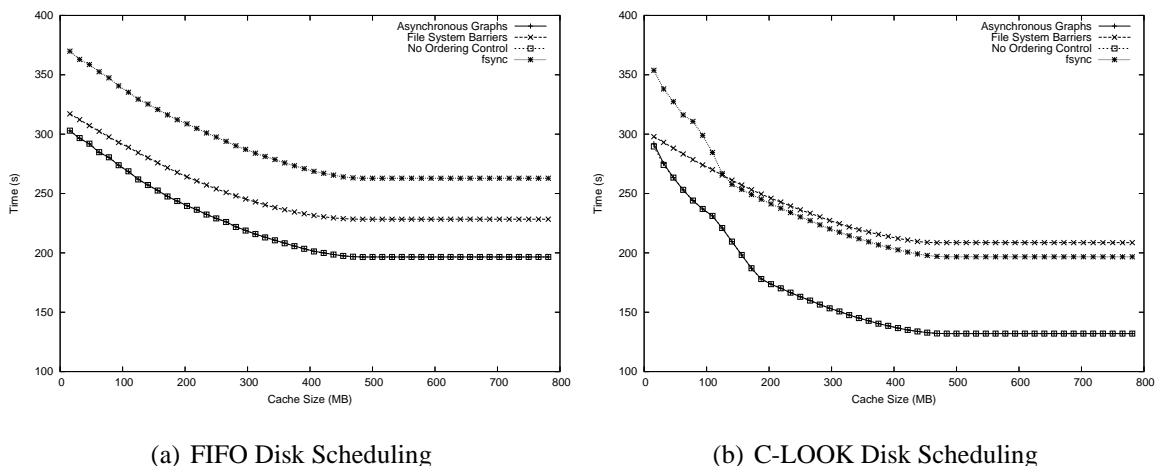 400
350
300
250
200
150
100
Time (s)
0 100 200 300 400 500 600 700 800
Cache Size (MB)
Asynchronous Graphs
File System Barriers
No Ordering Control
fsync
(a) FIFO Disk Scheduling
400
350
300
250
200
150
100
Time (s)
0 100 200 300 400 500 600 700 800
Cache Size (MB)
Asynchronous Graphs
File System Barriers
No Ordering Control
fsync
(b) C-LOOK Disk Scheduling